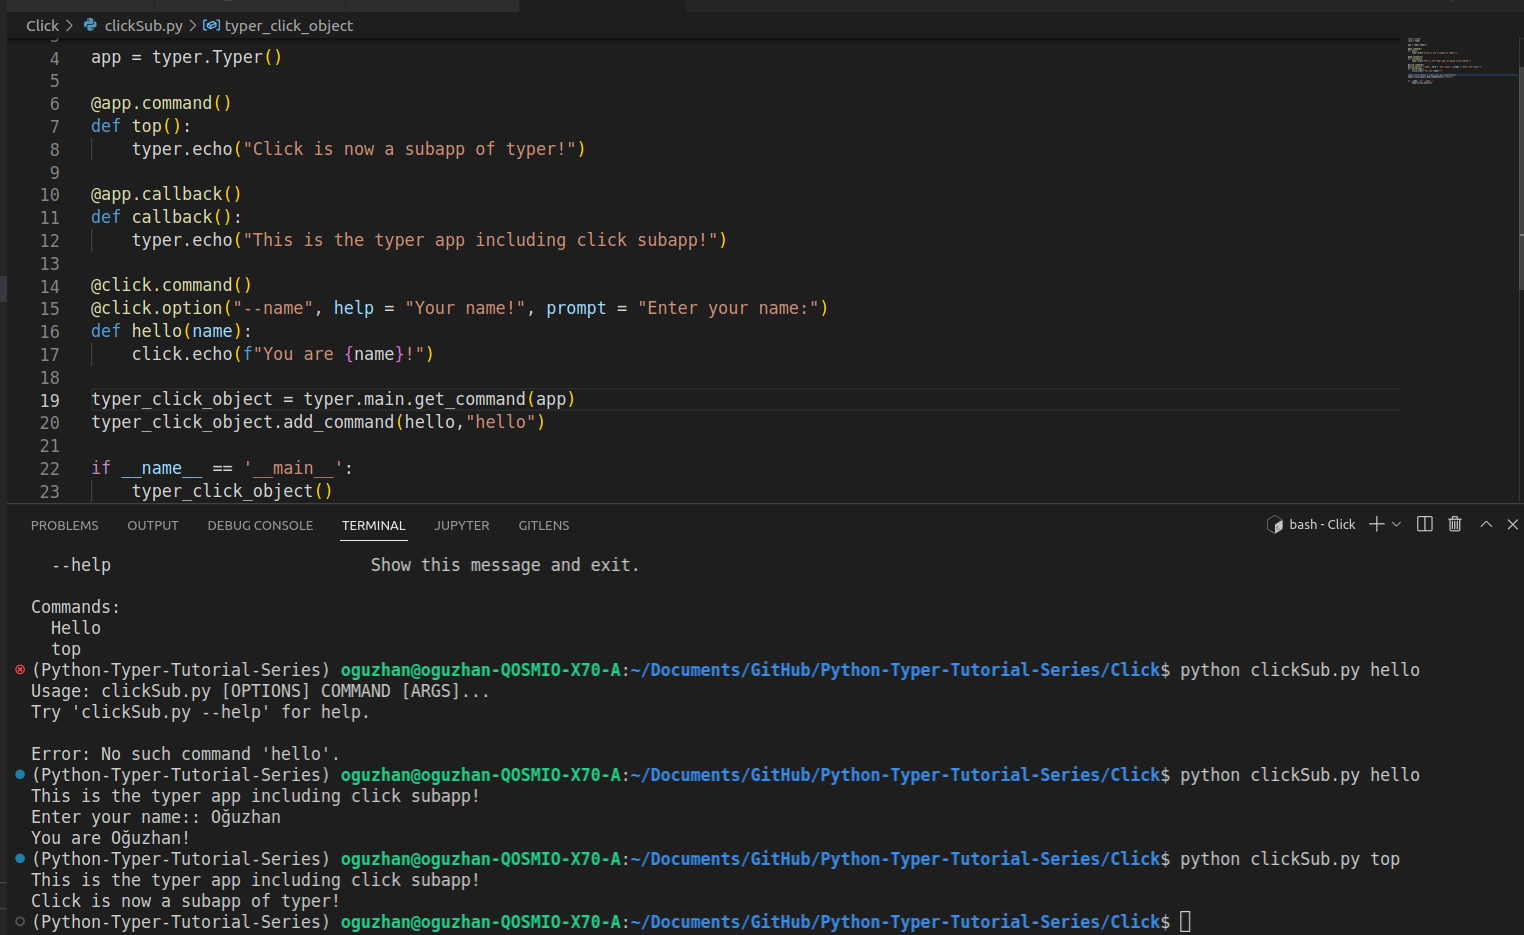 Click > clickSub.py > typer_click_object
4 app = typer.Typer()
5
6 @app.command()
7 def top():
8 typer.echo("Click is now a subapp of typer!")
9
10 @app.callback()
11 def callback():
12 typer.echo("This is the typer app including click subapp!")
13
14 @click.command()
15 @click.option("--name", help = "Your name!", prompt = "Enter your name:")
16 def hello(name):
17 click.echo(f"You are {name}!")
18
19 typer_click_object = typer.main.get_command(app)
20 typer_click_object.add_command(hello,"hello")
21
22 if __name__ == '__main__':
23 typer_click_object()
PROBLEMS OUTPUT DEBUG CONSOLE TERMINAL JUPYTER GITLENS bash - Click
--help Show this message and exit.
Commands:
Hello
top
(Python-Typer-Tutorial-Series) oguzhan@oguzhan-QOSMIO-X70-A:~/Documents/GitHub/Python-Typer-Tutorial-Series/Click$ python clickSub.py hello
Usage: clickSub.py [OPTIONS] COMMAND [ARGS]...
Try 'clickSub.py --help' for help.
Error: No such command 'hello'.
(Python-Typer-Tutorial-Series) oguzhan@oguzhan-QOSMIO-X70-A:~/Documents/GitHub/Python-Typer-Tutorial-Series/Click$ python clickSub.py hello
This is the typer app including click subapp!
Enter your name:: Oğuzhan
You are Oğuzhan!
(Python-Typer-Tutorial-Series) oguzhan@oguzhan-QOSMIO-X70-A:~/Documents/GitHub/Python-Typer-Tutorial-Series/Click$ python clickSub.py top
This is the typer app including click subapp!
Click is now a subapp of typer!
(Python-Typer-Tutorial-Series) oguzhan@oguzhan-QOSMIO-X70-A:~/Documents/GitHub/Python-Typer-Tutorial-Series/Click$